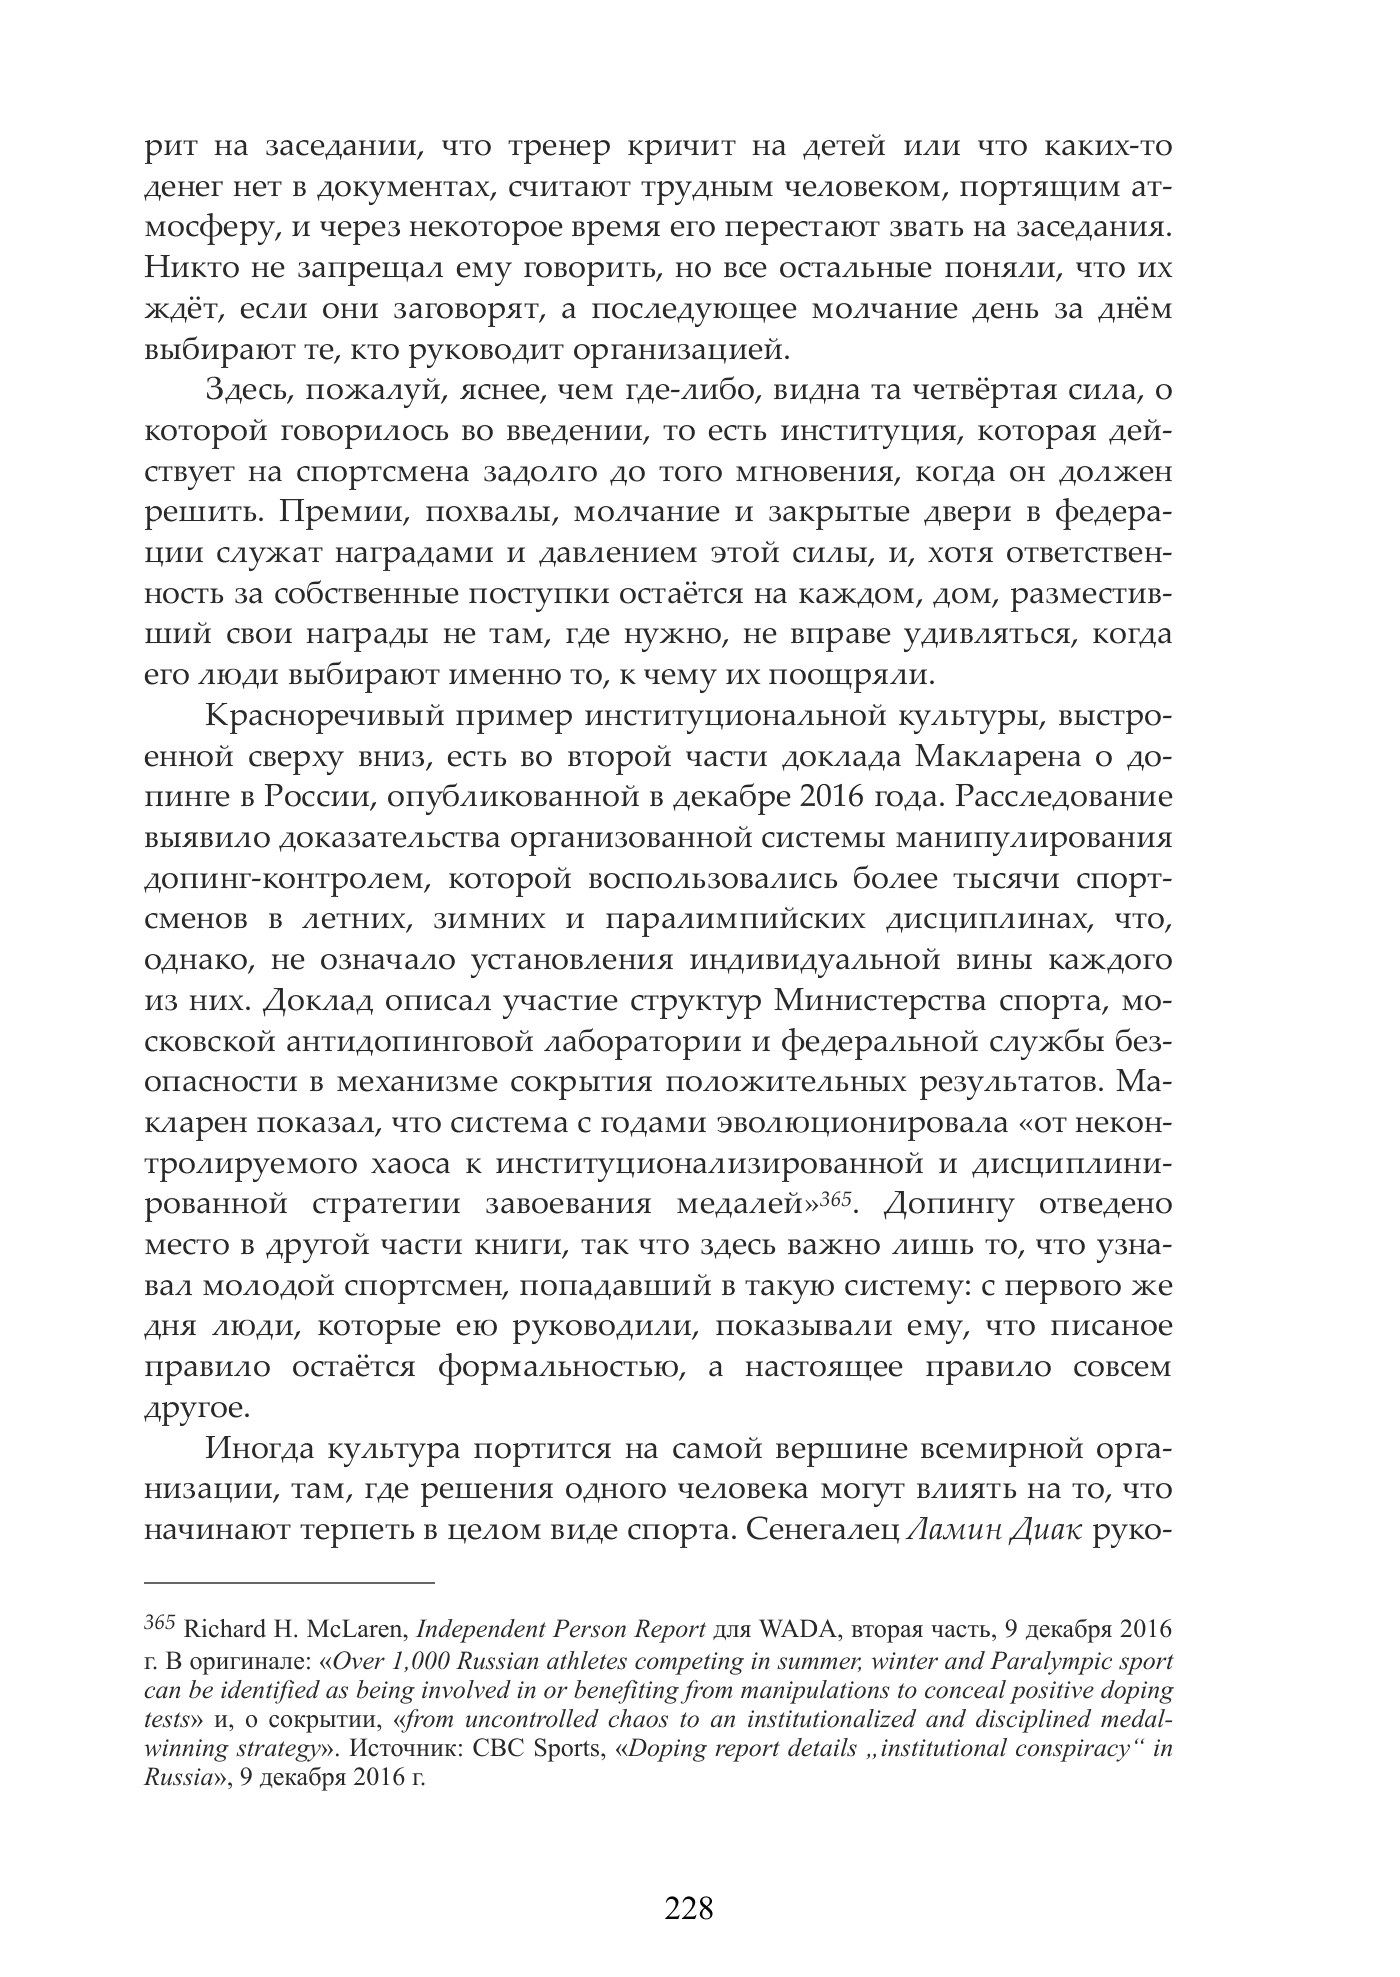 рит на заседании, что тренер кричит на детей или что каких-то
денег нет в документах, считают трудным человеком, портящим ат-
мосферу, и через некоторое время его перестают звать на заседания.
Никто не запрещал ему говорить, но все остальные поняли, что их
ждёт, если они заговорят, а последующее молчание день за днём
выбирают те, кто руководит организацией.
Здесь, пожалуй, яснее, чем где-либо, видна та четвёртая сила, о
которой говорилось во введении, то есть институция, которая дей-
ствует на спортсмена задолго до того мгновения, когда он должен
решить. Премии, похвалы, молчание и закрытые двери в федера-
ции служат наградами и давлением этой силы, и, хотя ответствен-
ность за собственные поступки остаётся на каждом, дом, разместив-
ший свои награды не там, где нужно, не вправе удивляться, когда
его люди выбирают именно то, к чему их поощряли.
Красноречивый пример институциональной культуры, выстро-
енной сверху вниз, есть во второй части доклада Макларена о до-
пинге в России, опубликованной в декабре 2016 года. Расследование
выявило доказательства организованной системы манипулирования
допинг-контролем, которой воспользовались более тысячи спорт-
сменов в летних, зимних и паралимпийских дисциплинах, что,
однако, не означало установления индивидуальной вины каждого
из них. Доклад описал участие структур Министерства спорта, мо-
сковской антидопинговой лаборатории и федеральной службы без-
опасности в механизме сокрытия положительных результатов. Ма-
кларен показал, что система с годами эволюционировала «от некон-
тролируемого хаоса к институционализированной и дисциплини-
рованной стратегии завоевания медалей»365. Допингу отведено
место в другой части книги, так что здесь важно лишь то, что узна-
вал молодой спортсмен, попадавший в такую систему: с первого же
дня люди, которые ею руководили, показывали ему, что писаное
правило остаётся формальностью, а настоящее правило совсем
другое.
Иногда культура портится на самой вершине всемирной орга-
низации, там, где решения одного человека могут влиять на то, что
начинают терпеть в целом виде спорта. Сенегалец Ламин Диак руко-
365 Richard H. McLaren, Independent Person Report для WADA, вторая часть, 9 декабря 2016
г. В оригинале: «Over 1,000 Russian athletes competing in summer, winter and Paralympic sport
can be identified as being involved in or benefiting from manipulations to conceal positive doping
tests» и, о сокрытии, «from uncontrolled chaos to an institutionalized and disciplined medal-
winning strategy». Источник: CBC Sports, «Doping report details „institutional conspiracy“ in
Russia», 9 декабря 2016 г.
228